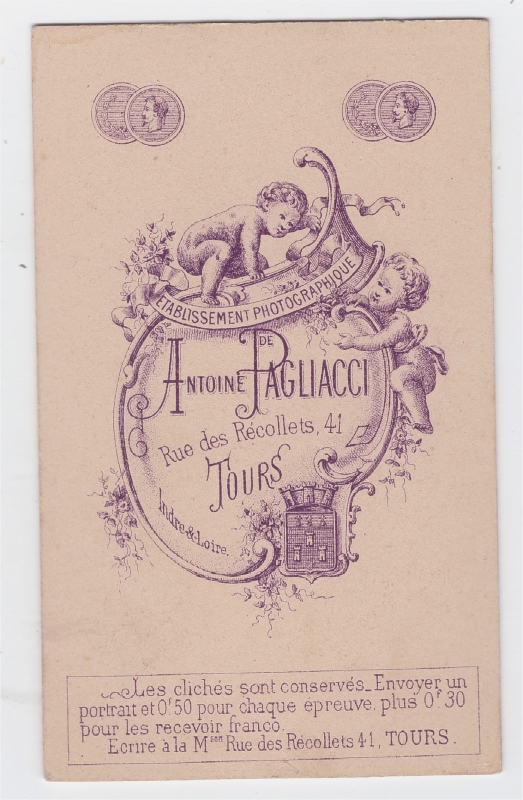 ETABLISSEMENT PHOTOGRAPHIQUE
DE
ANTOINE PAGLIACCI
Rue des Récollets, 41
TOURS
Indre & Loire.
Les clichés sont conservés_Envoyer un
portrait et 0f 50 pour chaque épreuve, plus 0f 30
pour les recevoir franco.
Ecrire à la Mson Rue des Récollets 41, TOURS.